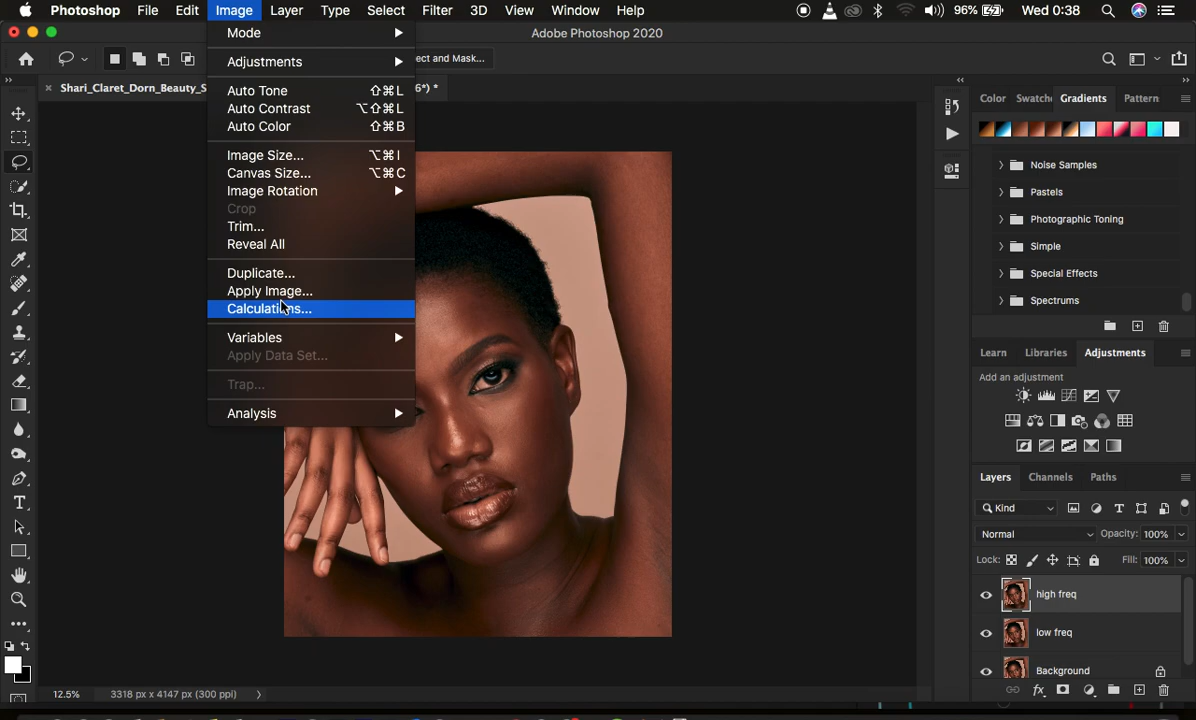 Photoshop File Edit Image Layer Type Select Filter 3D View Window Help 96% Wed 0:38
Adobe Photoshop 2020
ect and Mask...
Shari_Claret_Dorn_Beauty_S 6*) *
Mode
Adjustments
Auto Tone ⇧⌘L
Auto Contrast ⌥⇧⌘L
Auto Color ⇧⌘B
Image Size... ⌥⌘I
Canvas Size... ⌥⌘C
Image Rotation
Crop
Trim...
Reveal All
Duplicate...
Apply Image...
Calculations...
Variables
Apply Data Set...
Trap...
Analysis
Color Swatche Gradients Pattern
Noise Samples
Pastels
Photographic Toning
Simple
Special Effects
Spectrums
Learn Libraries Adjustments
Add an adjustment
Layers Channels Paths
Kind
Normal Opacity: 100%
Lock: Fill: 100%
high freq
low freq
Background
12.5% 3318 px x 4147 px (300 ppi)